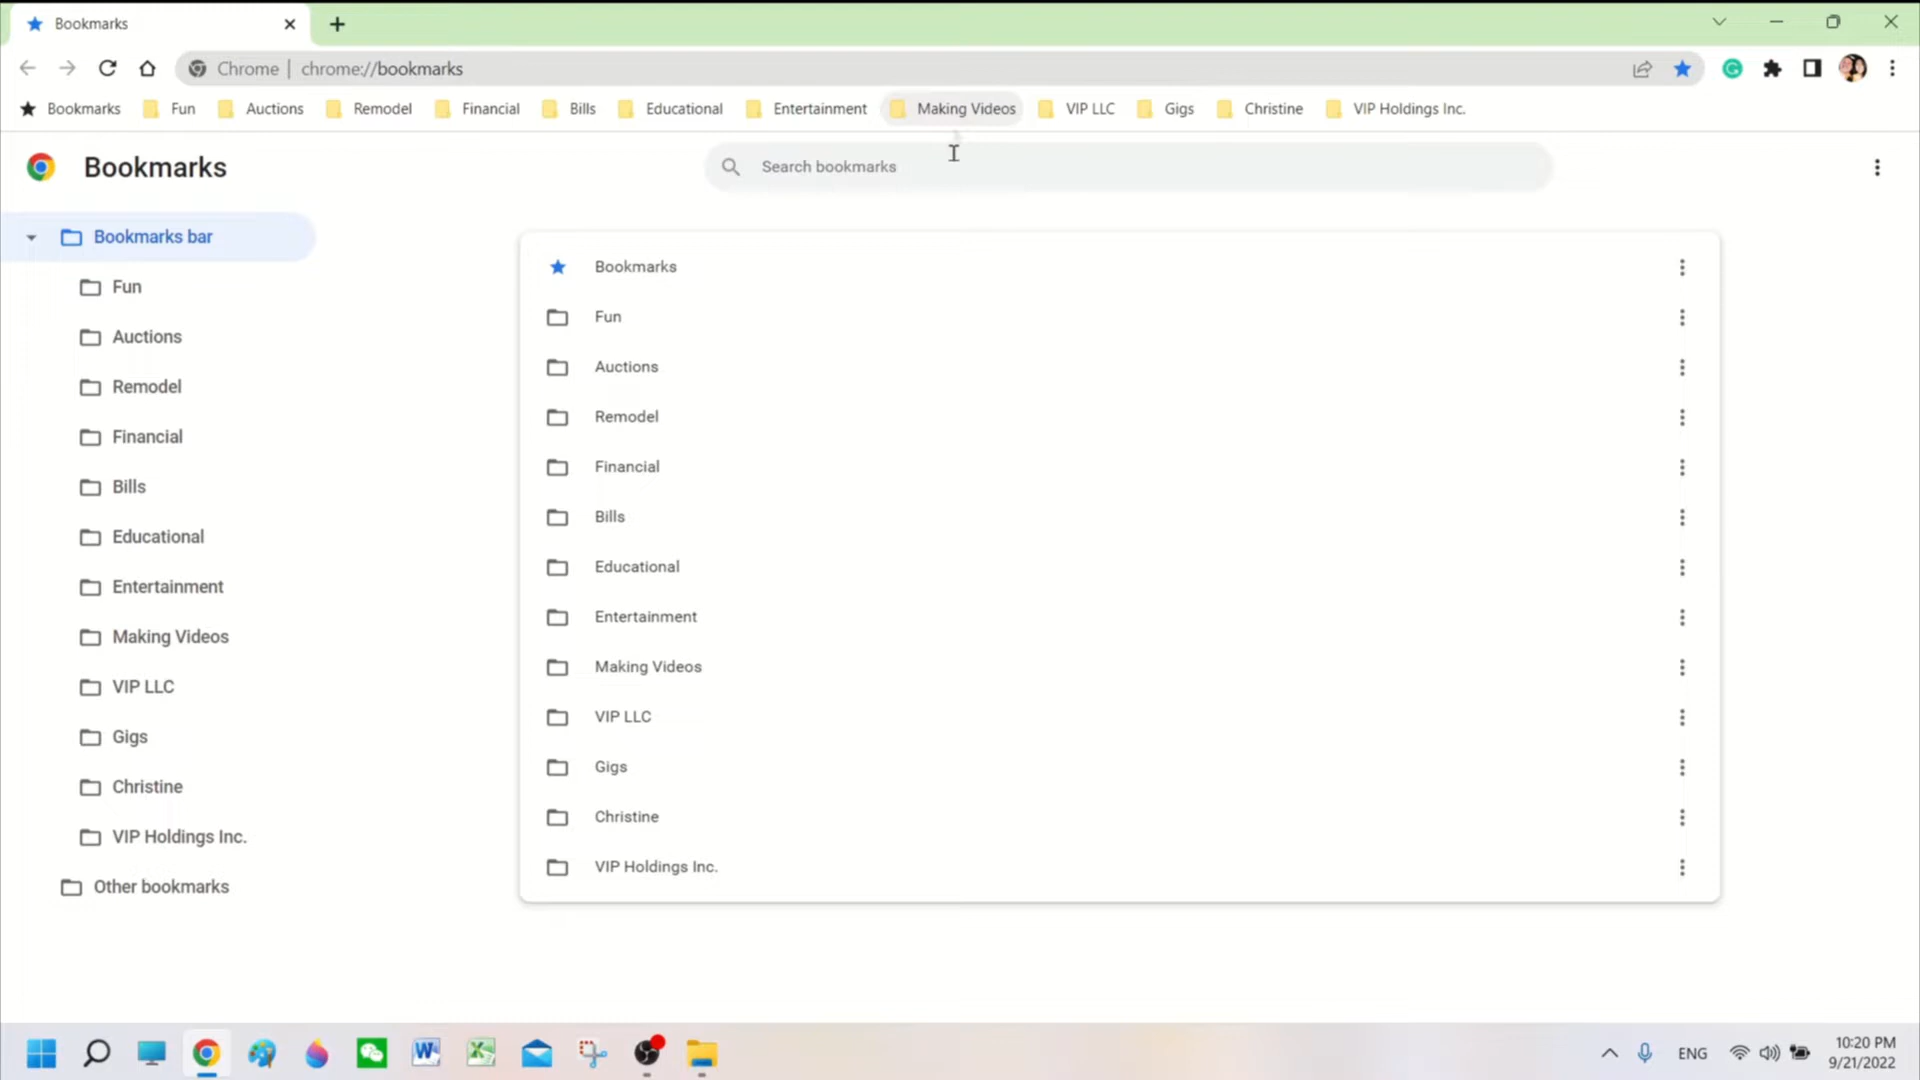 Bookmarks
Chrome | chrome://bookmarks
Bookmarks Fun Auctions Remodel Financial Bills Educational Entertainment Making Videos VIP LLC Gigs Christine VIP Holdings Inc.
Bookmarks
Search bookmarks
Bookmarks bar
Fun
Auctions
Remodel
Financial
Bills
Educational
Entertainment
Making Videos
VIP LLC
Gigs
Christine
VIP Holdings Inc.
Other bookmarks
Bookmarks
Fun
Auctions
Remodel
Financial
Bills
Educational
Entertainment
Making Videos
VIP LLC
Gigs
Christine
VIP Holdings Inc.
ENG
10:20 PM
9/21/2022